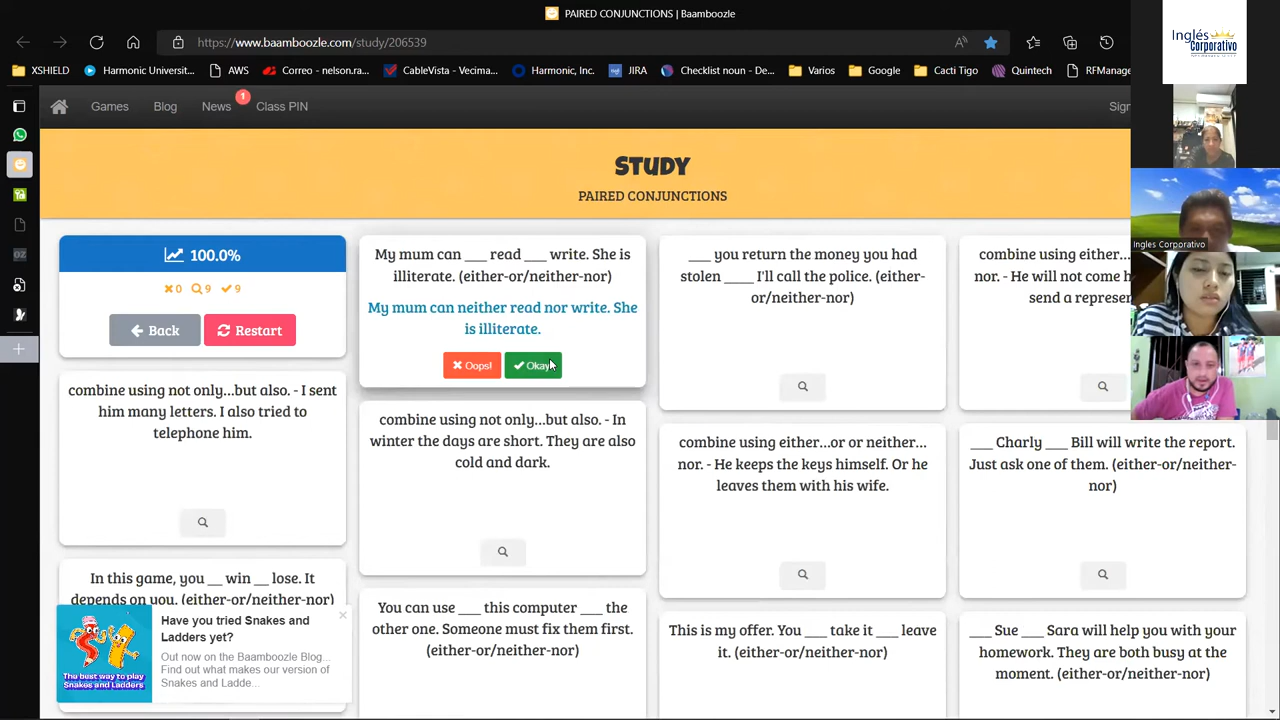 PAIRED CONJUNCTIONS | Baamboozle
https://www.baamboozle.com/study/206539
XSHIELD
Harmonic Universit...
AWS
Correo - nelson.ra...
CableVista - Vecima...
Harmonic, Inc.
JIRA
Checklist noun - De...
Varios
Google
Cacti Tigo
Quintech
RFManage
Inglés
Corporativo
Games
Blog
News
1
Class PIN
Sign
STUDY
PAIRED CONJUNCTIONS
Ingles Corporativo
100.0%
0
9
9
Back
Restart
My mum can ___ read ___ write. She is
illiterate. (either-or/neither-nor)
My mum can neither read nor write. She
is illiterate.
Oops!
Okay
___ you return the money you had
stolen ____ I'll call the police. (either-
or/neither-nor)
combine using either...
nor. - He will not come h
send a represen
combine using not only...but also. - I sent
him many letters. I also tried to
telephone him.
combine using not only...but also. - In
winter the days are short. They are also
cold and dark.
combine using either...or or neither...
nor. - He keeps the keys himself. Or he
leaves them with his wife.
___ Charly ___ Bill will write the report.
Just ask one of them. (either-or/neither-
nor)
In this game, you __ win __ lose. It
depends on you. (either-or/neither-nor)
You can use ___ this computer ___ the
other one. Someone must fix them first.
(either-or/neither-nor)
This is my offer. You ___ take it ___ leave
it. (either-or/neither-nor)
___ Sue ___ Sara will help you with your
homework. They are both busy at the
moment. (either-or/neither-nor)
Have you tried Snakes and
Ladders yet?
Out now on the Baamboozle Blog...
Find out what makes our version of
Snakes and Ladde...
The best way to play
Snakes and Ladders!